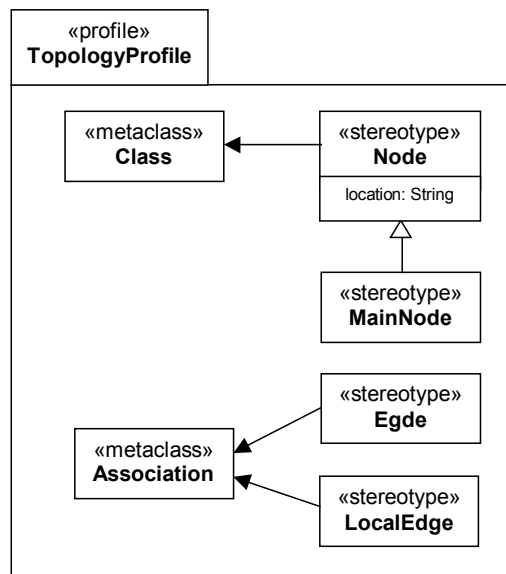 «profile»
TopologyProfile
«metaclass»
Class
«stereotype»
Node
location: String
«stereotype»
MainNode
«stereotype»
Egde
«metaclass»
Association
«stereotype»
LocalEdge